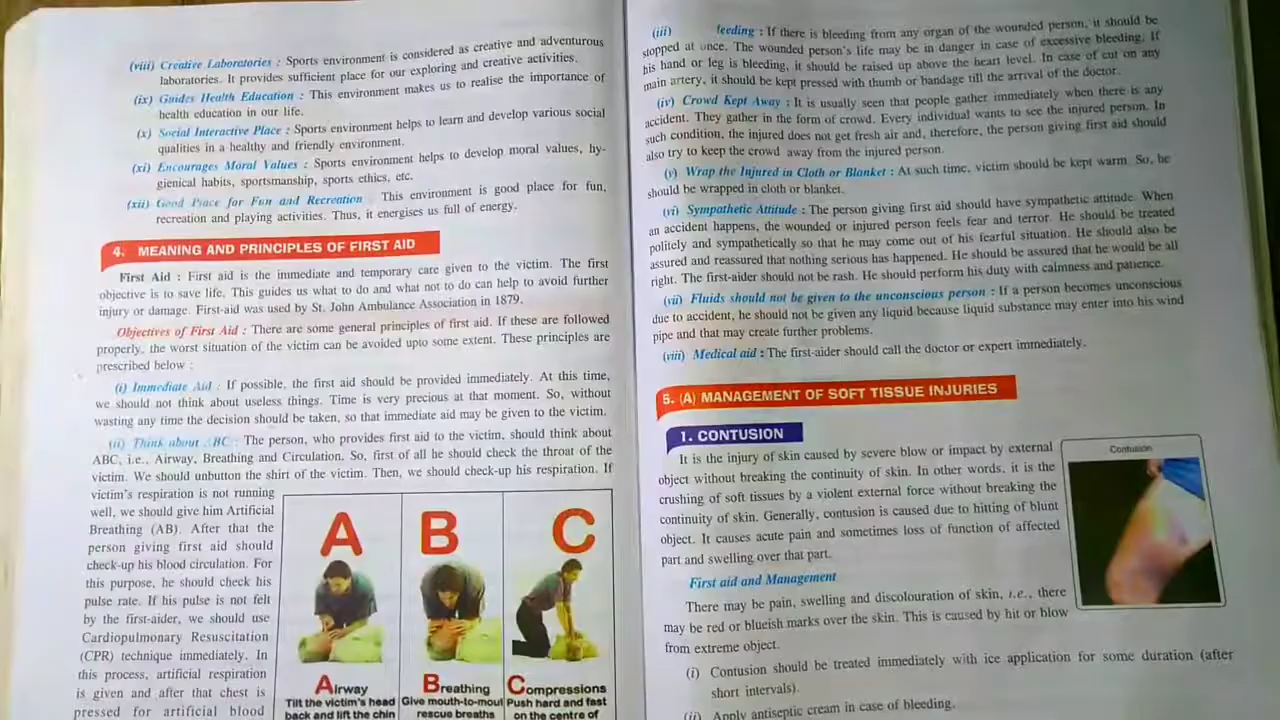 (viii) Creative Laboratories : Sports environment is considered as creative and adventurous
laboratories. It provides sufficient place for our exploring and creative activities.
(ix) Guides Health Education : This environment makes us to realise the importance of
health education in our life.
(x) Social Interactive Place : Sports environment helps to learn and develop various social
qualities in a healthy and friendly environment.
(xi) Encourages Moral Values : Sports environment helps to develop moral values, hy-
gienical habits, sportsmanship, sports ethics, etc.
(xii) Good Place for Fun and Recreation This environment is good place for fun,
recreation and playing activities. Thus, it energises us full of energy.
4. MEANING AND PRINCIPLES OF FIRST AID
First Aid : First aid is the immediate and temporary care given to the victim. The first
objective is to save life. This guides us what to do and what not to do can help to avoid further
injury or damage. First-aid was used by St. John Ambulance Association in 1879.
Objectives of First Aid : There are some general principles of first aid. If these are followed
properly, the worst situation of the victim can be avoided upto some extent. These principles are
prescribed below :
(i) Immediate Aid : If possible, the first aid should be provided immediately. At this time,
we should not think about useless things. Time is very precious at that moment. So, without
wasting any time the decision should be taken, so that immediate aid may be given to the victim.
(ii) Think about ABC : The person, who provides first aid to the victim, should think about
ABC, i.e., Airway, Breathing and Circulation. So, first of all he should check the throat of the
victim. We should unbutton the shirt of the victim. Then, we should check-up his respiration. If
victim's respiration is not running
well, we should give him Artificial
Breathing (AB). After that the
person giving first aid should
check-up his blood circulation. For
this purpose, he should check his
pulse rate. If his pulse is not felt
by the first-aider, we should use
Cardiopulmonary Resuscitation
(CPR) technique immediately. In
this process, artificial respiration
is given and after that chest is
pressed for artificial blood
A B C
Airway Breathing Compressions
Tilt the victim's head Give mouth-to-mout Push hard and fast
back and lift the chin rescue breaths on the centre of
(iii) leeding : If there is bleeding from any organ of the wounded person, it should be
stopped at once. The wounded person's life may be in danger in case of excessive bleeding. If
his hand or leg is bleeding, it should be raised up above the heart level. In case of cut on any
main artery, it should be kept pressed with thumb or bandage till the arrival of the doctor.
(iv) Crowd Kept Away : It is usually seen that people gather immediately when there is any
accident. They gather in the form of crowd. Every individual wants to see the injured person. In
such condition, the injured does not get fresh air and, therefore, the person giving first aid should
also try to keep the crowd away from the injured person.
(v) Wrap the Injured in Cloth or Blanket : At such time, victim should be kept warm. So, he
should be wrapped in cloth or blanket.
(vi) Sympathetic Attitude : The person giving first aid should have sympathetic attitude. When
an accident happens, the wounded or injured person feels fear and terror. He should be treated
politely and sympathetically so that he may come out of his fearful situation. He should also be
assured and reassured that nothing serious has happened. He should be assured that he would be all
right. The first-aider should not be rash. He should perform his duty with calmness and patience.
(vii) Fluids should not be given to the unconscious person : If a person becomes unconscious
due to accident, he should not be given any liquid because liquid substance may enter into his wind
pipe and that may create further problems.
(viii) Medical aid : The first-aider should call the doctor or expert immediately.
5. (A) MANAGEMENT OF SOFT TISSUE INJURIES
1. CONTUSION
It is the injury of skin caused by severe blow or impact by external
object without breaking the continuity of skin. In other words, it is the
crushing of soft tissues by a violent external force without breaking the
continuity of skin. Generally, contusion is caused due to hitting of blunt
object. It causes acute pain and sometimes loss of function of affected
part and swelling over that part.
Contusion
First aid and Management
There may be pain, swelling and discolouration of skin, i.e., there
may be red or blueish marks over the skin. This is caused by hit or blow
from extreme object.
(i) Contusion should be treated immediately with ice application for some duration (after
short intervals).
(ii) Apply antiseptic cream in case of bleeding.